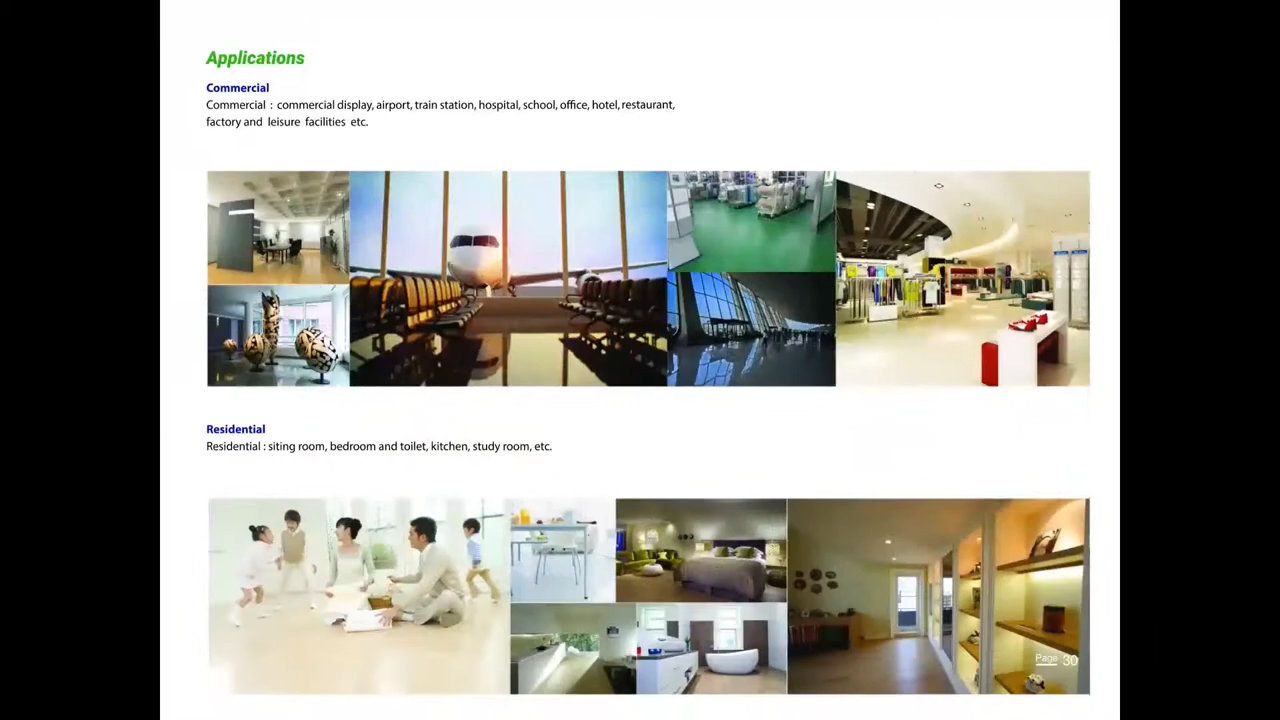 Applications
Commercial
Commercial : commercial display, airport, train station, hospital, school, office, hotel, restaurant,
factory and leisure facilities etc.
Residential
Residential : siting room, bedroom and toilet, kitchen, study room, etc.
Page 30